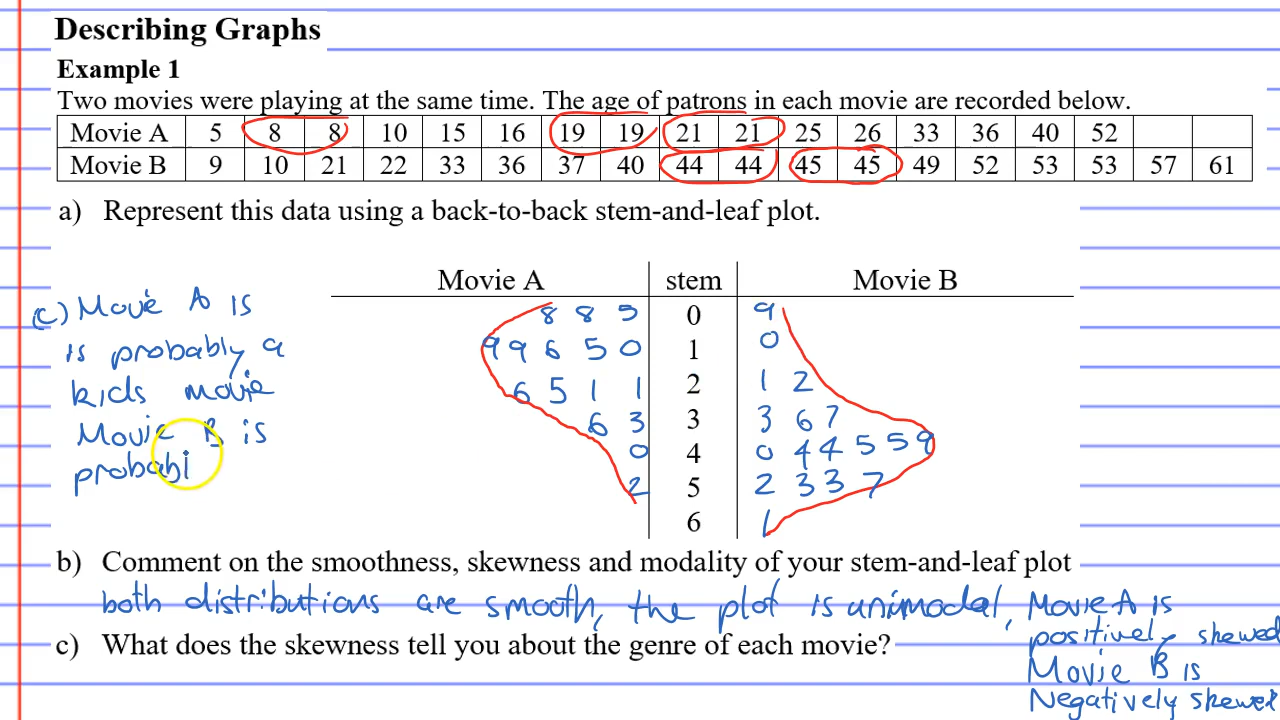 Describing Graphs
Example 1
Two movies were playing at the same time. The age of patrons in each movie are recorded below.
Movie A 5 8 8 10 15 16 19 19 21 21 25 26 33 36 40 52
Movie B 9 10 21 22 33 36 37 40 44 44 45 45 49 52 53 53 57 61
a) Represent this data using a back-to-back stem-and-leaf plot.
Movie A stem Movie B
8 8 5 0 9
9 9 6 5 0 1 0
6 5 1 1 2 1 2
6 3 3 3 6 7
0 4 0 4 4 5 5 9
2 5 2 3 3 7
6 1
c) Movie A is
is probably a
kids movie
Movie B is
probabi
b) Comment on the smoothness, skewness and modality of your stem-and-leaf plot
both distributions are smooth, the plot is unimodal, Movie A is
positively skewed
Movie B is
Negatively skewed
c) What does the skewness tell you about the genre of each movie?